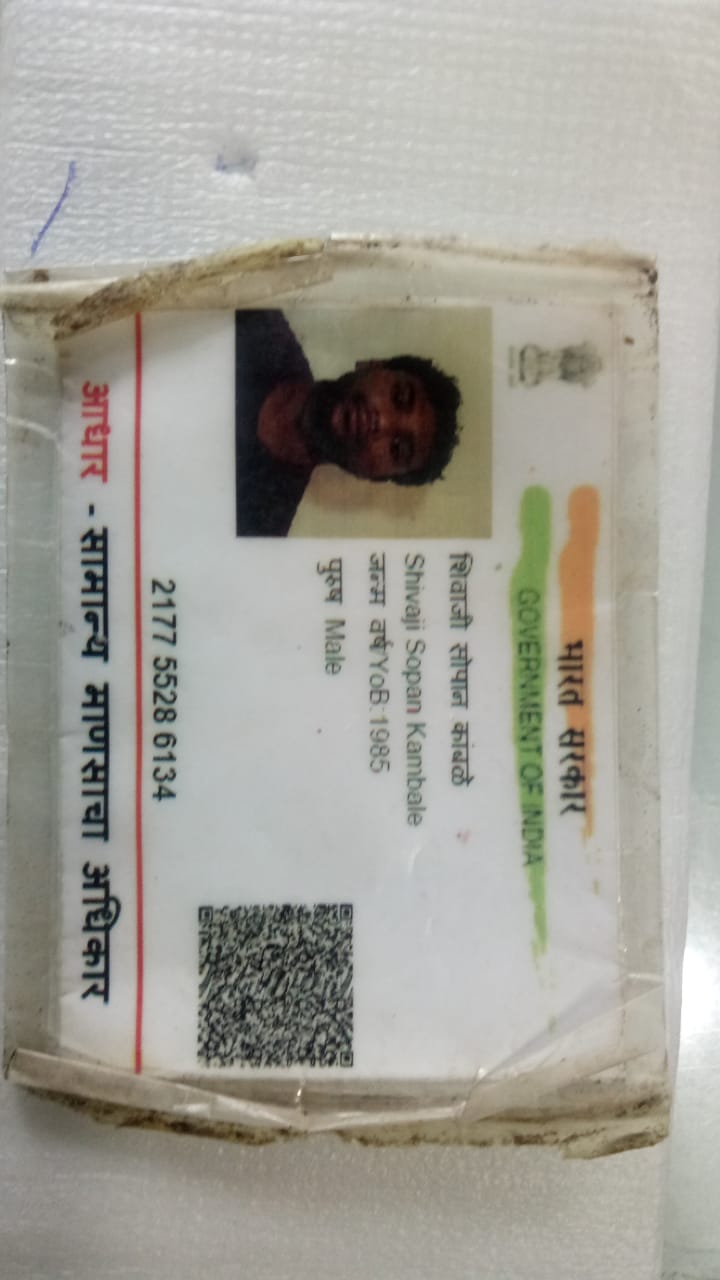 भारत सरकार
GOVERNMENT OF INDIA
शिवाजी सोपान कांबळे
Shivaji Sopan Kambale
जन्म वर्ष/YoB:1985
पुरुष Male
2177 5528 6134
आधार - सामान्य माणसाचा अधिकार